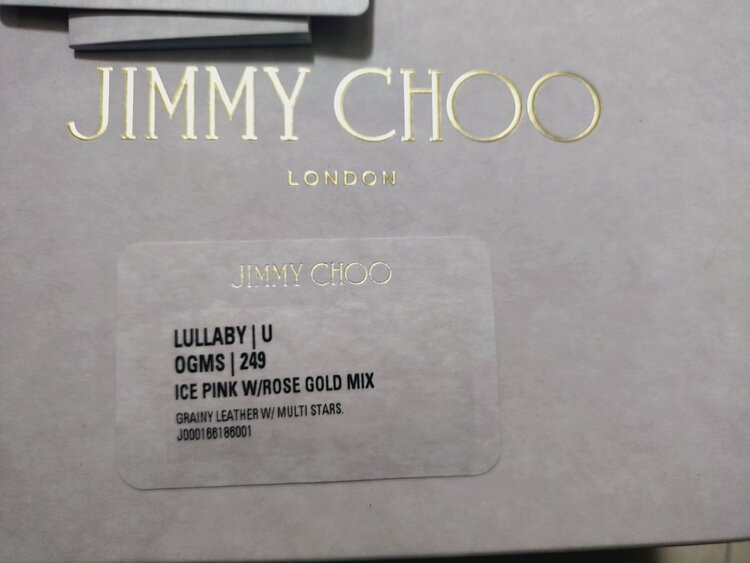 JIMMY CHOO
LONDON
JIMMY CHOO
LULLABY | U
OGMS | 249
ICE PINK W/ROSE GOLD MIX
GRAINY LEATHER W/ MULTI STARS.
J000166186001